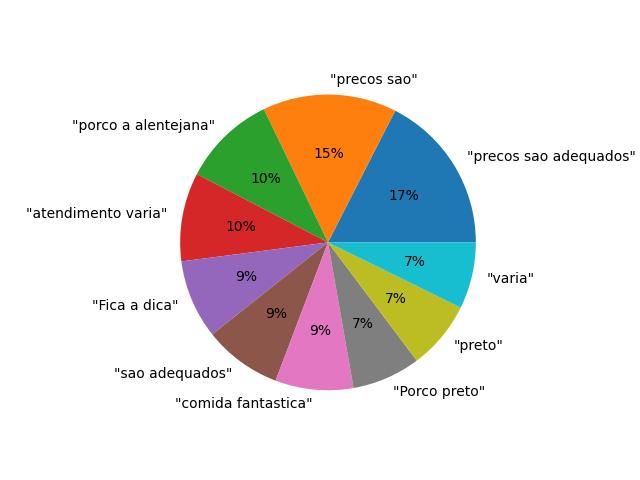 "precos sao"
"porco a alentejana"
"precos sao adequados"
15%
10%
17%
"atendimento varia"
10%
7%
9%
"varia"
"Fica a dica"
7%
9%
7%
9%
"preto"
"sao adequados"
"Porco preto"
"comida fantastica"